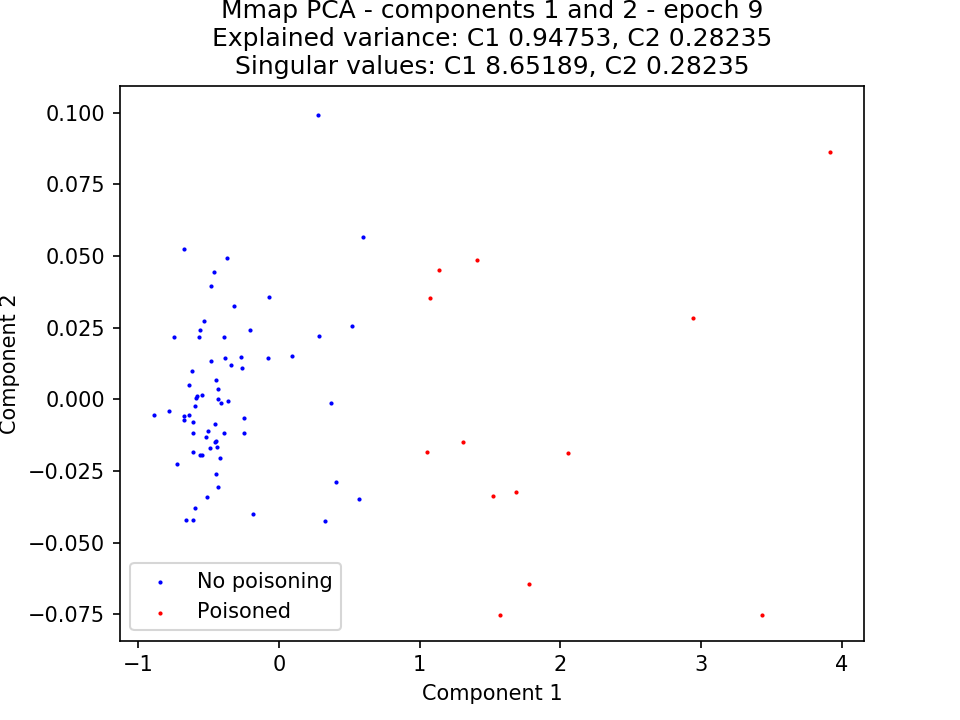 Mmap PCA - components 1 and 2 - epoch 9
Explained variance: C1 0.94753, C2 0.28235
Singular values: C1 8.65189, C2 0.28235
0.100
0.075
0.050
0.025
0.000
−0.025
−0.050
−0.075
Component 2
No poisoning
Poisoned
−1
0
1
2
3
4
Component 1